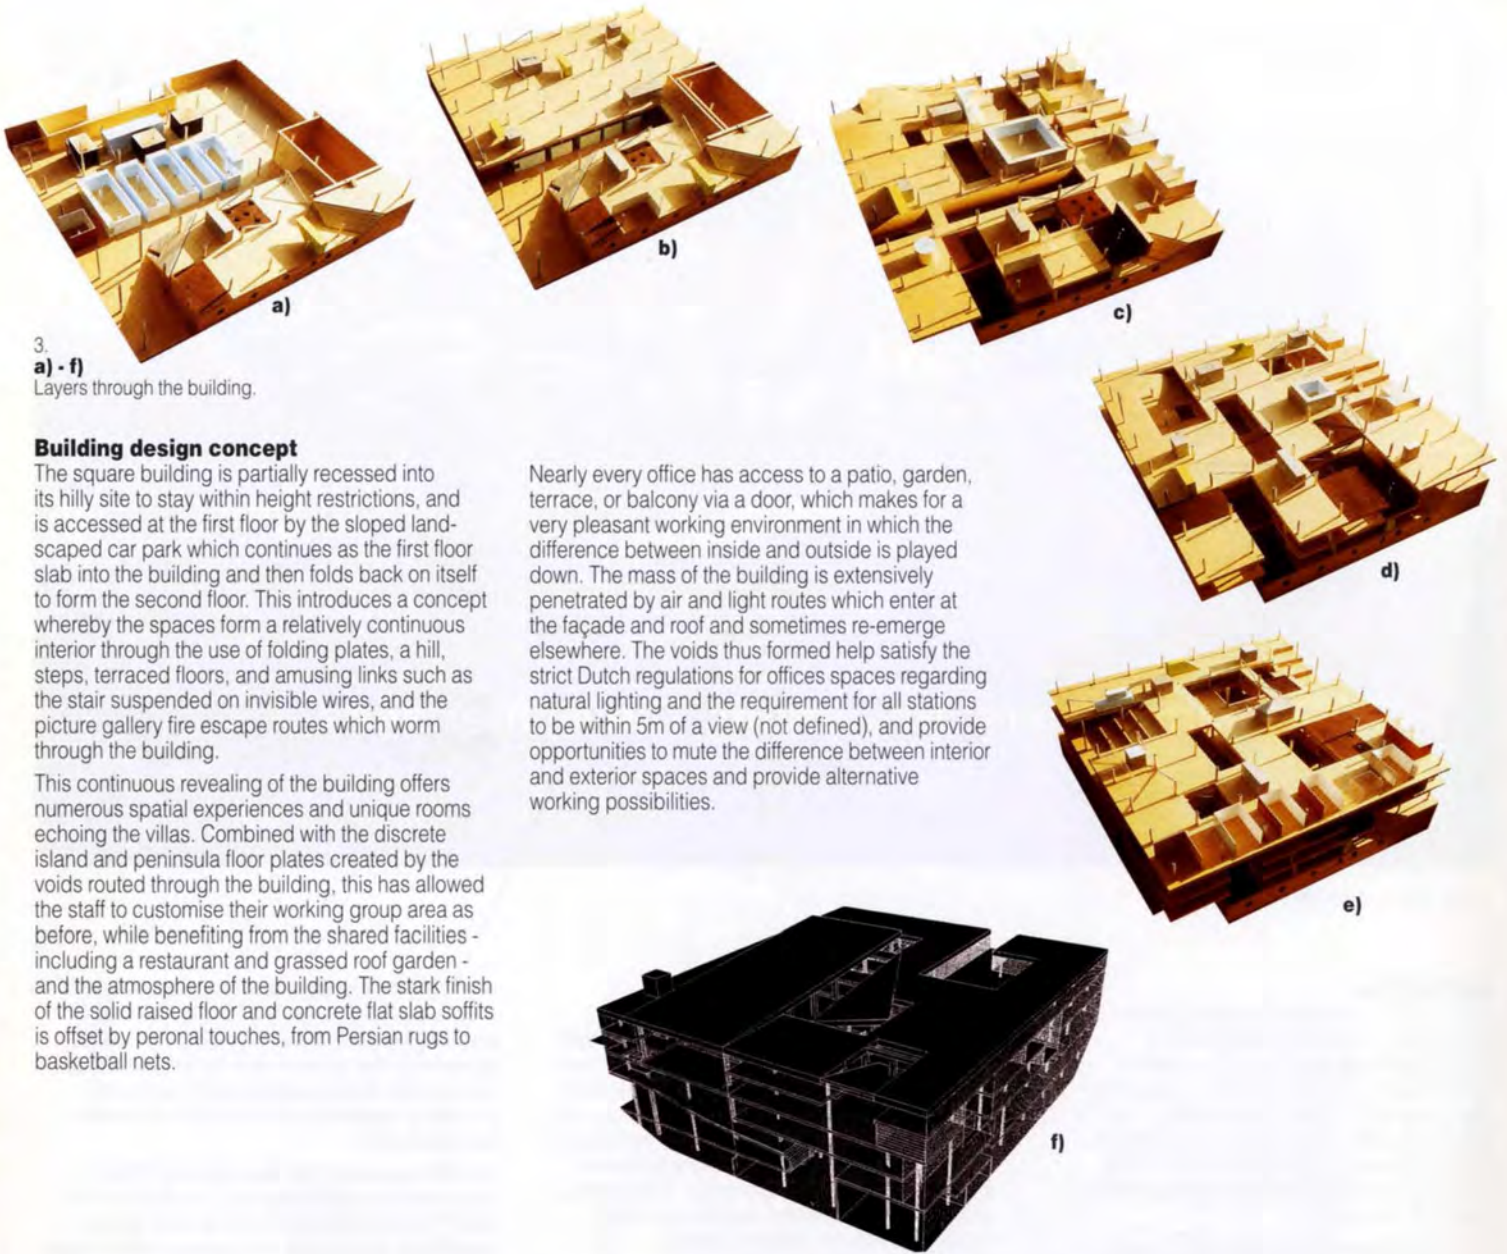 a)
b)
c)
3.
a) - f)
Layers through the building.
d)
e)
f)
Building design concept
The square building is partially recessed into
its hilly site to stay within height restrictions, and
is accessed at the first floor by the sloped land-
scaped car park which continues as the first floor
slab into the building and then folds back on itself
to form the second floor. This introduces a concept
whereby the spaces form a relatively continuous
interior through the use of folding plates, a hill,
steps, terraced floors, and amusing links such as
the stair suspended on invisible wires, and the
picture gallery fire escape routes which worm
through the building.
This continuous revealing of the building offers
numerous spatial experiences and unique rooms
echoing the villas. Combined with the discrete
island and peninsula floor plates created by the
voids routed through the building, this has allowed
the staff to customise their working group area as
before, while benefiting from the shared facilities -
including a restaurant and grassed roof garden -
and the atmosphere of the building. The stark finish
of the solid raised floor and concrete flat slab soffits
is offset by peronal touches, from Persian rugs to
basketball nets.
Nearly every office has access to a patio, garden,
terrace, or balcony via a door, which makes for a
very pleasant working environment in which the
difference between inside and outside is played
down. The mass of the building is extensively
penetrated by air and light routes which enter at
the façade and roof and sometimes re-emerge
elsewhere. The voids thus formed help satisfy the
strict Dutch regulations for offices spaces regarding
natural lighting and the requirement for all stations
to be within 5m of a view (not defined), and provide
opportunities to mute the difference between interior
and exterior spaces and provide alternative
working possibilities.